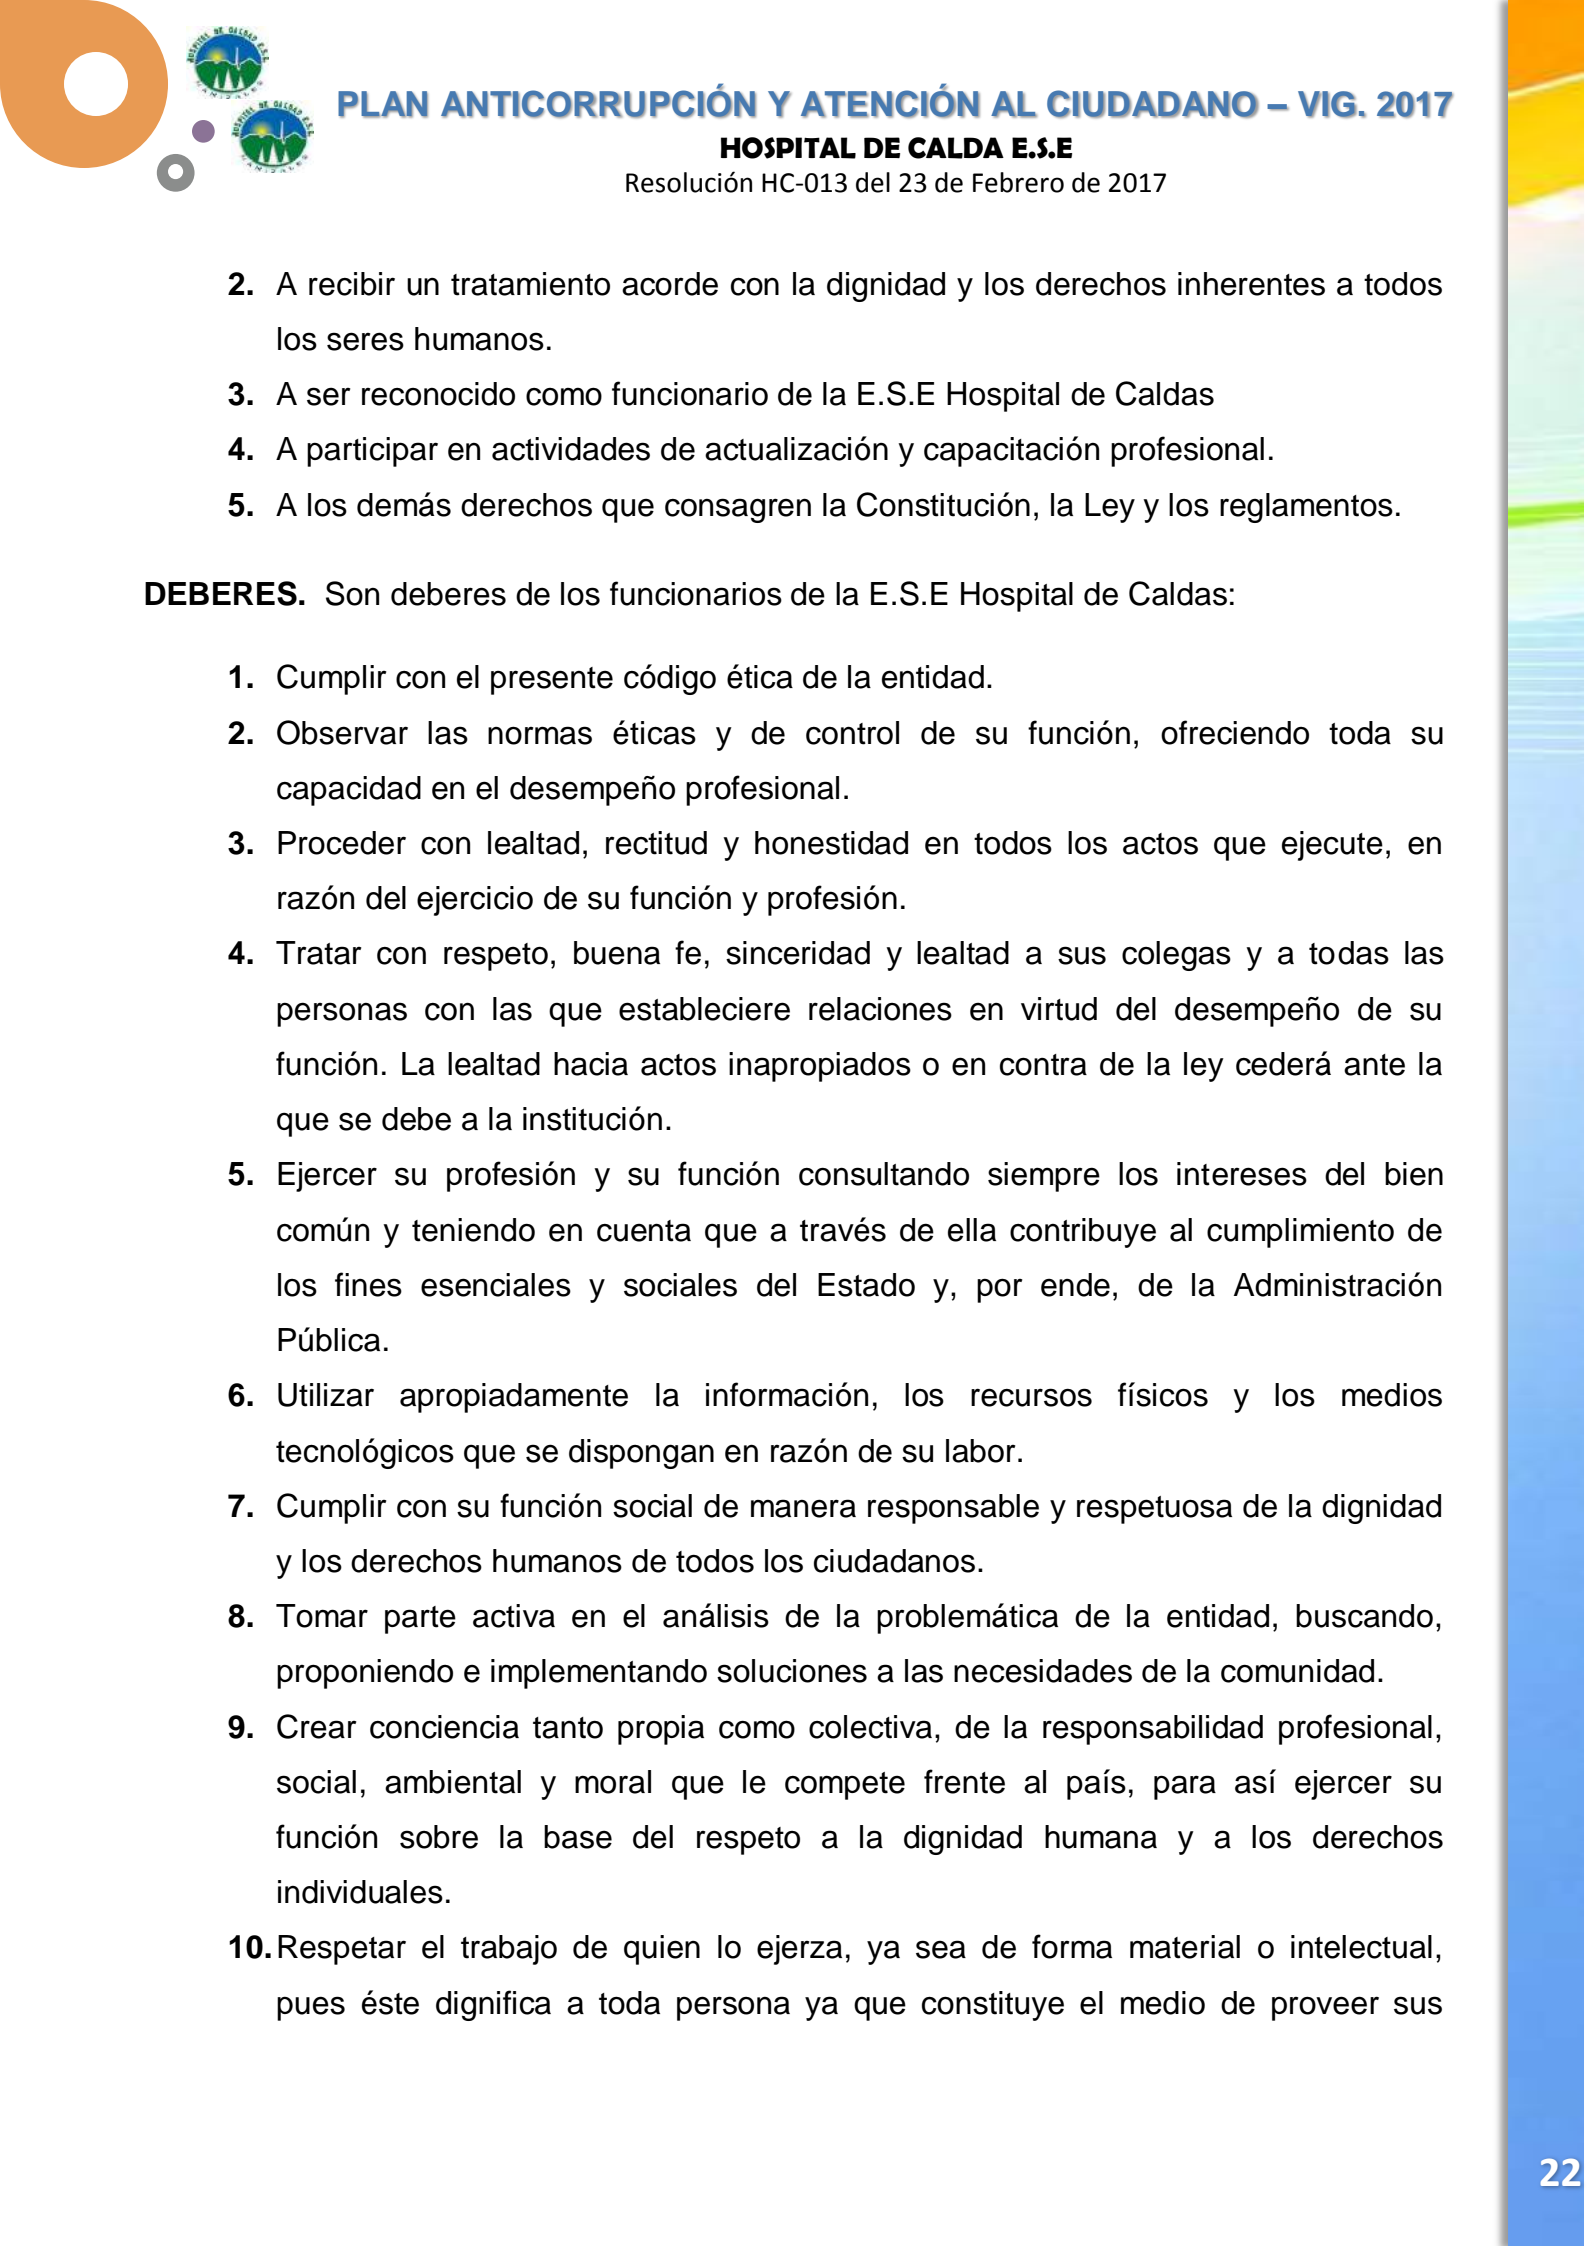 HOSPITAL DE CALDAS E.S.E
MANIZALES
HOSPITAL DE CALDAS E.S.E
MANIZALES
PLAN ANTICORRUPCIÓN Y ATENCIÓN AL CIUDADANO – VIG. 2017
HOSPITAL DE CALDA E.S.E
Resolución HC-013 del 23 de Febrero de 2017
2. A recibir un tratamiento acorde con la dignidad y los derechos inherentes a todos
los seres humanos.
3. A ser reconocido como funcionario de la E.S.E Hospital de Caldas
4. A participar en actividades de actualización y capacitación profesional.
5. A los demás derechos que consagren la Constitución, la Ley y los reglamentos.
DEBERES. Son deberes de los funcionarios de la E.S.E Hospital de Caldas:
1. Cumplir con el presente código ética de la entidad.
2. Observar las normas éticas y de control de su función, ofreciendo toda su
capacidad en el desempeño profesional.
3. Proceder con lealtad, rectitud y honestidad en todos los actos que ejecute, en
razón del ejercicio de su función y profesión.
4. Tratar con respeto, buena fe, sinceridad y lealtad a sus colegas y a todas las
personas con las que estableciere relaciones en virtud del desempeño de su
función. La lealtad hacia actos inapropiados o en contra de la ley cederá ante la
que se debe a la institución.
5. Ejercer su profesión y su función consultando siempre los intereses del bien
común y teniendo en cuenta que a través de ella contribuye al cumplimiento de
los fines esenciales y sociales del Estado y, por ende, de la Administración
Pública.
6. Utilizar apropiadamente la información, los recursos físicos y los medios
tecnológicos que se dispongan en razón de su labor.
7. Cumplir con su función social de manera responsable y respetuosa de la dignidad
y los derechos humanos de todos los ciudadanos.
8. Tomar parte activa en el análisis de la problemática de la entidad, buscando,
proponiendo e implementando soluciones a las necesidades de la comunidad.
9. Crear conciencia tanto propia como colectiva, de la responsabilidad profesional,
social, ambiental y moral que le compete frente al país, para así ejercer su
función sobre la base del respeto a la dignidad humana y a los derechos
individuales.
10. Respetar el trabajo de quien lo ejerza, ya sea de forma material o intelectual,
pues éste dignifica a toda persona ya que constituye el medio de proveer sus
22